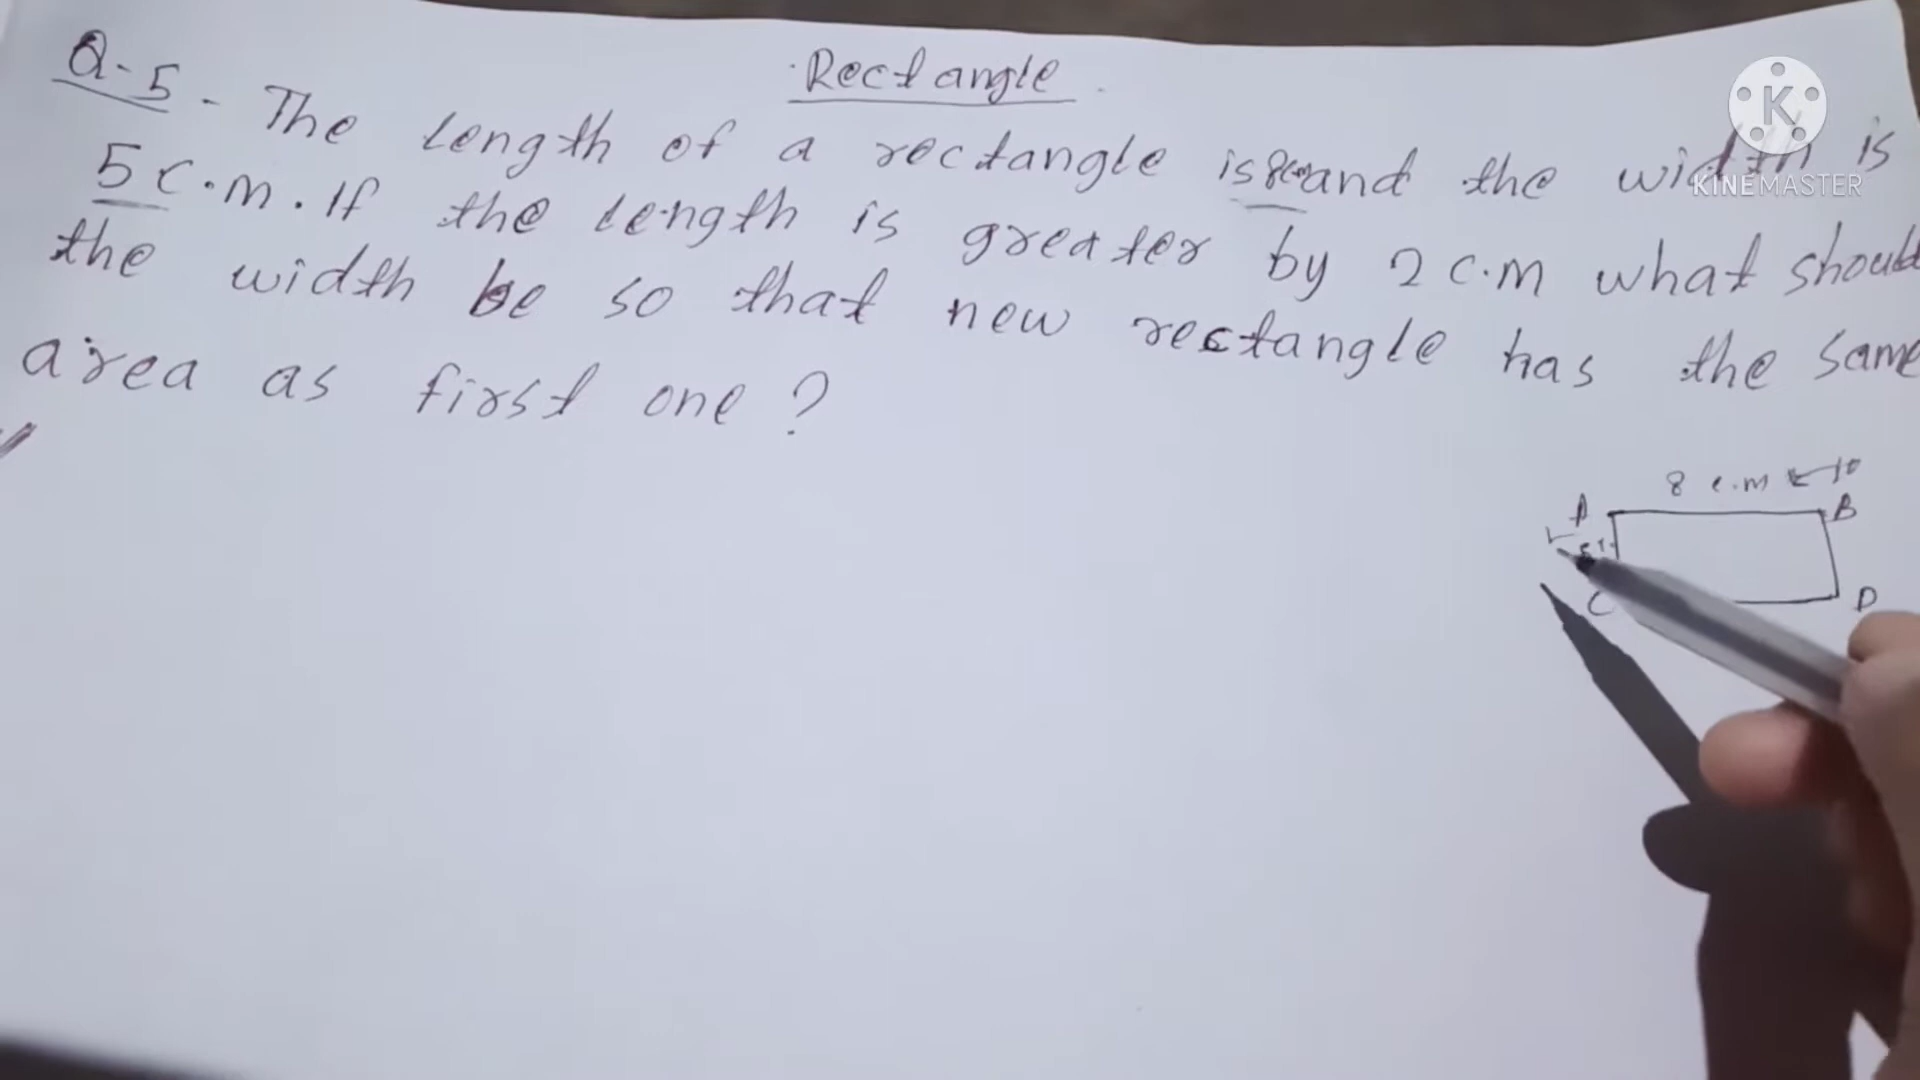 Rectangle
Q-5 - The length of a rectangle is 8cm and the width is
5 c.m. If the length is greater by 2 c.m what should
the width be so that new rectangle has the same
area as first one?
8 c.m ← 10
A B
5
C D
K
KINEMASTER